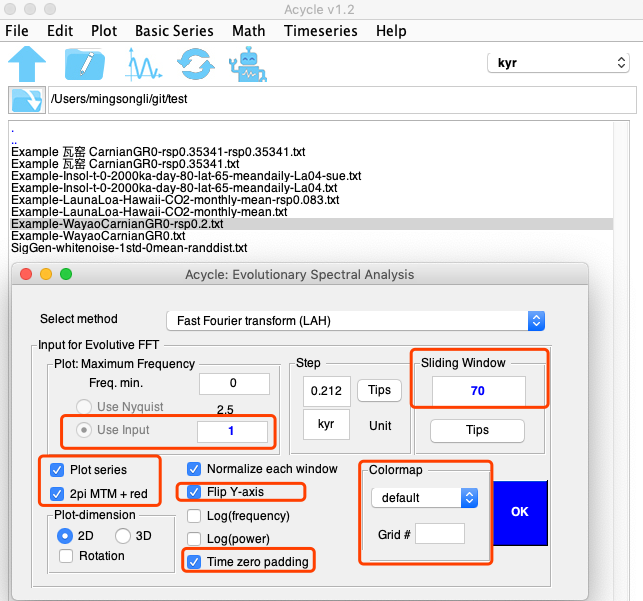 Acycle v1.2
File Edit Plot Basic Series Math Timeseries Help
kyr
/Users/mingsongli/git/test
.
..
Example 瓦窑 CarnianGR0-rsp0.35341-rsp0.35341.txt
Example 瓦窑 CarnianGR0-rsp0.35341.txt
Example-Insol-t-0-2000ka-day-80-lat-65-meandaily-La04-sue.txt
Example-Insol-t-0-2000ka-day-80-lat-65-meandaily-La04.txt
Example-LaunaLoa-Hawaii-CO2-monthly-mean-rsp0.083.txt
Example-LaunaLoa-Hawaii-CO2-monthly-mean.txt
Example-WayaoCarnianGR0-rsp0.2.txt
Example-WayaoCarnianGR0.txt
SigGen-whitenoise-1std-0mean-randdist.txt
Acycle: Evolutionary Spectral Analysis
Select method Fast Fourier transform (LAH)
Input for Evolutive FFT
Plot: Maximum Frequency
Freq. min. 0
Use Nyquist 2.5
Use Input 1
Step
0.212 Tips
kyr Unit
Sliding Window
70
Tips
Plot series
2pi MTM + red
Plot-dimension
2D 3D
Rotation
Normalize each window
Flip Y-axis
Log(frequency)
Log(power)
Time zero padding
Colormap
default
Grid #
OK